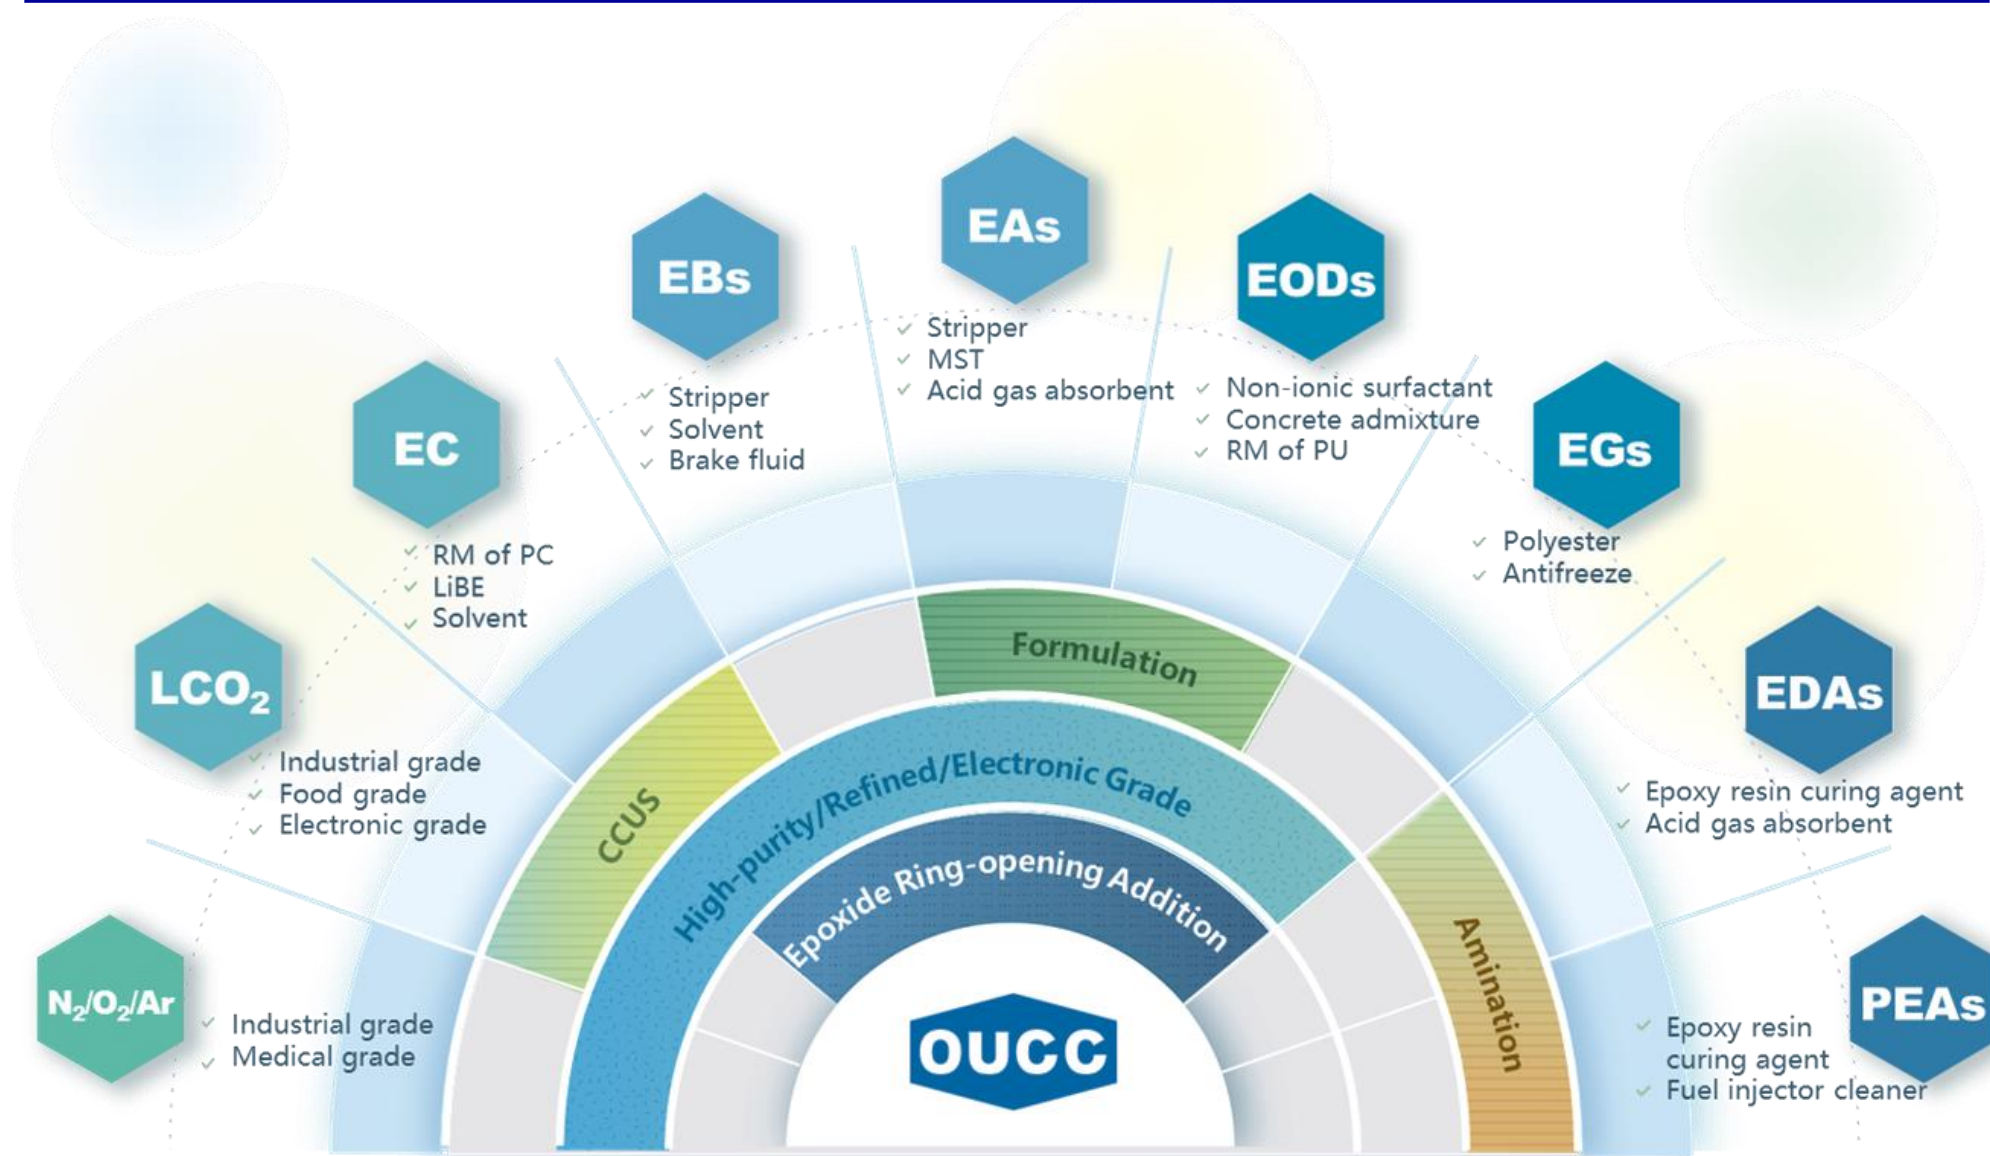 EAs
Stripper
MST
Acid gas absorbent
EBs
Stripper
Solvent
Brake fluid
EODs
Non-ionic surfactant
Concrete admixture
RM of PU
EC
RM of PC
LiBE
Solvent
EGs
Polyester
Antifreeze
LCO₂
Industrial grade
Food grade
Electronic grade
EDAs
Epoxy resin curing agent
Acid gas absorbent
N₂/O₂/Ar
Industrial grade
Medical grade
PEAs
Epoxy resin
curing agent
Fuel injector cleaner
Formulation
CCUS
Amination
High-purity/Refined/Electronic Grade
Epoxide Ring-opening Addition
OUCC